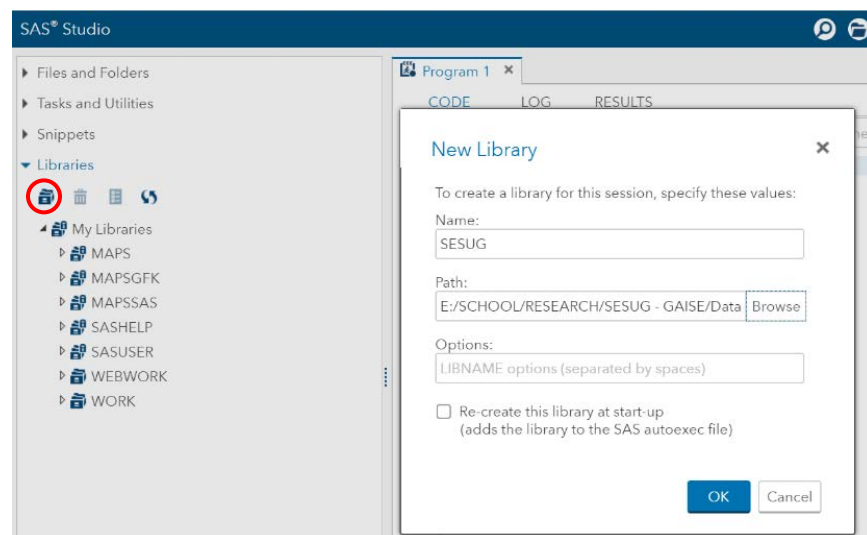 SAS® Studio
Files and Folders
Tasks and Utilities
Snippets
Libraries
My Libraries
MAPS
MAPSGFK
MAPSSAS
SASHELP
SASUSER
WEBWORK
WORK
Program 1
CODE LOG RESULTS
New Library
To create a library for this session, specify these values:
Name:
SESUG
Path:
E:/SCHOOL/RESEARCH/SESUG - GAISE/Data Browse
Options:
LIBNAME options (separated by spaces)
Re-create this library at start-up
(adds the library to the SAS autoexec file)
OK Cancel